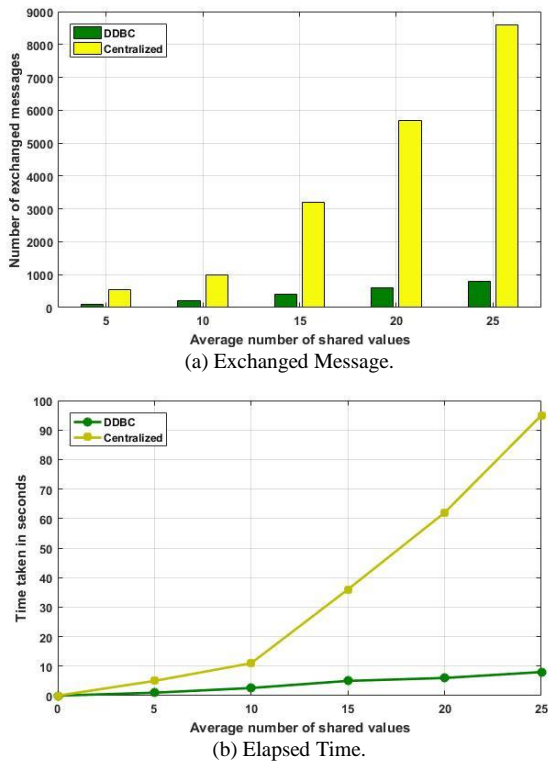 9000
8000
7000
6000
5000
4000
3000
2000
1000
0
DDBC
Centralized
Number of exchanged messages
5 10 15 20 25
Average number of shared values
(a) Exchanged Message.
100
90
80
70
60
50
40
30
20
10
0
DDBC
Centralized
Time taken in seconds
0 5 10 15 20 25
Average number of shared values
(b) Elapsed Time.